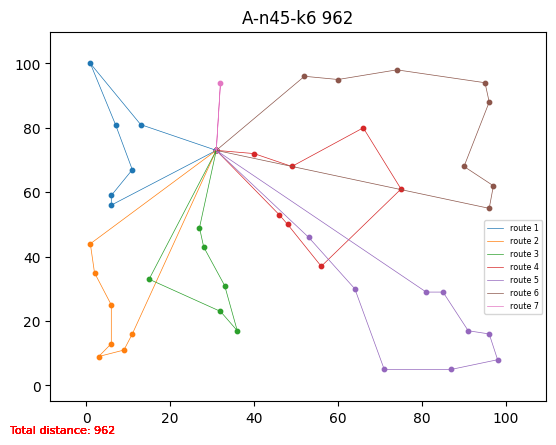 A-n45-k6 962
100
80
60
40
20
0
route 1
route 2
route 3
route 4
route 5
route 6
route 7
0 20 40 60 80 100
Total distance: 962